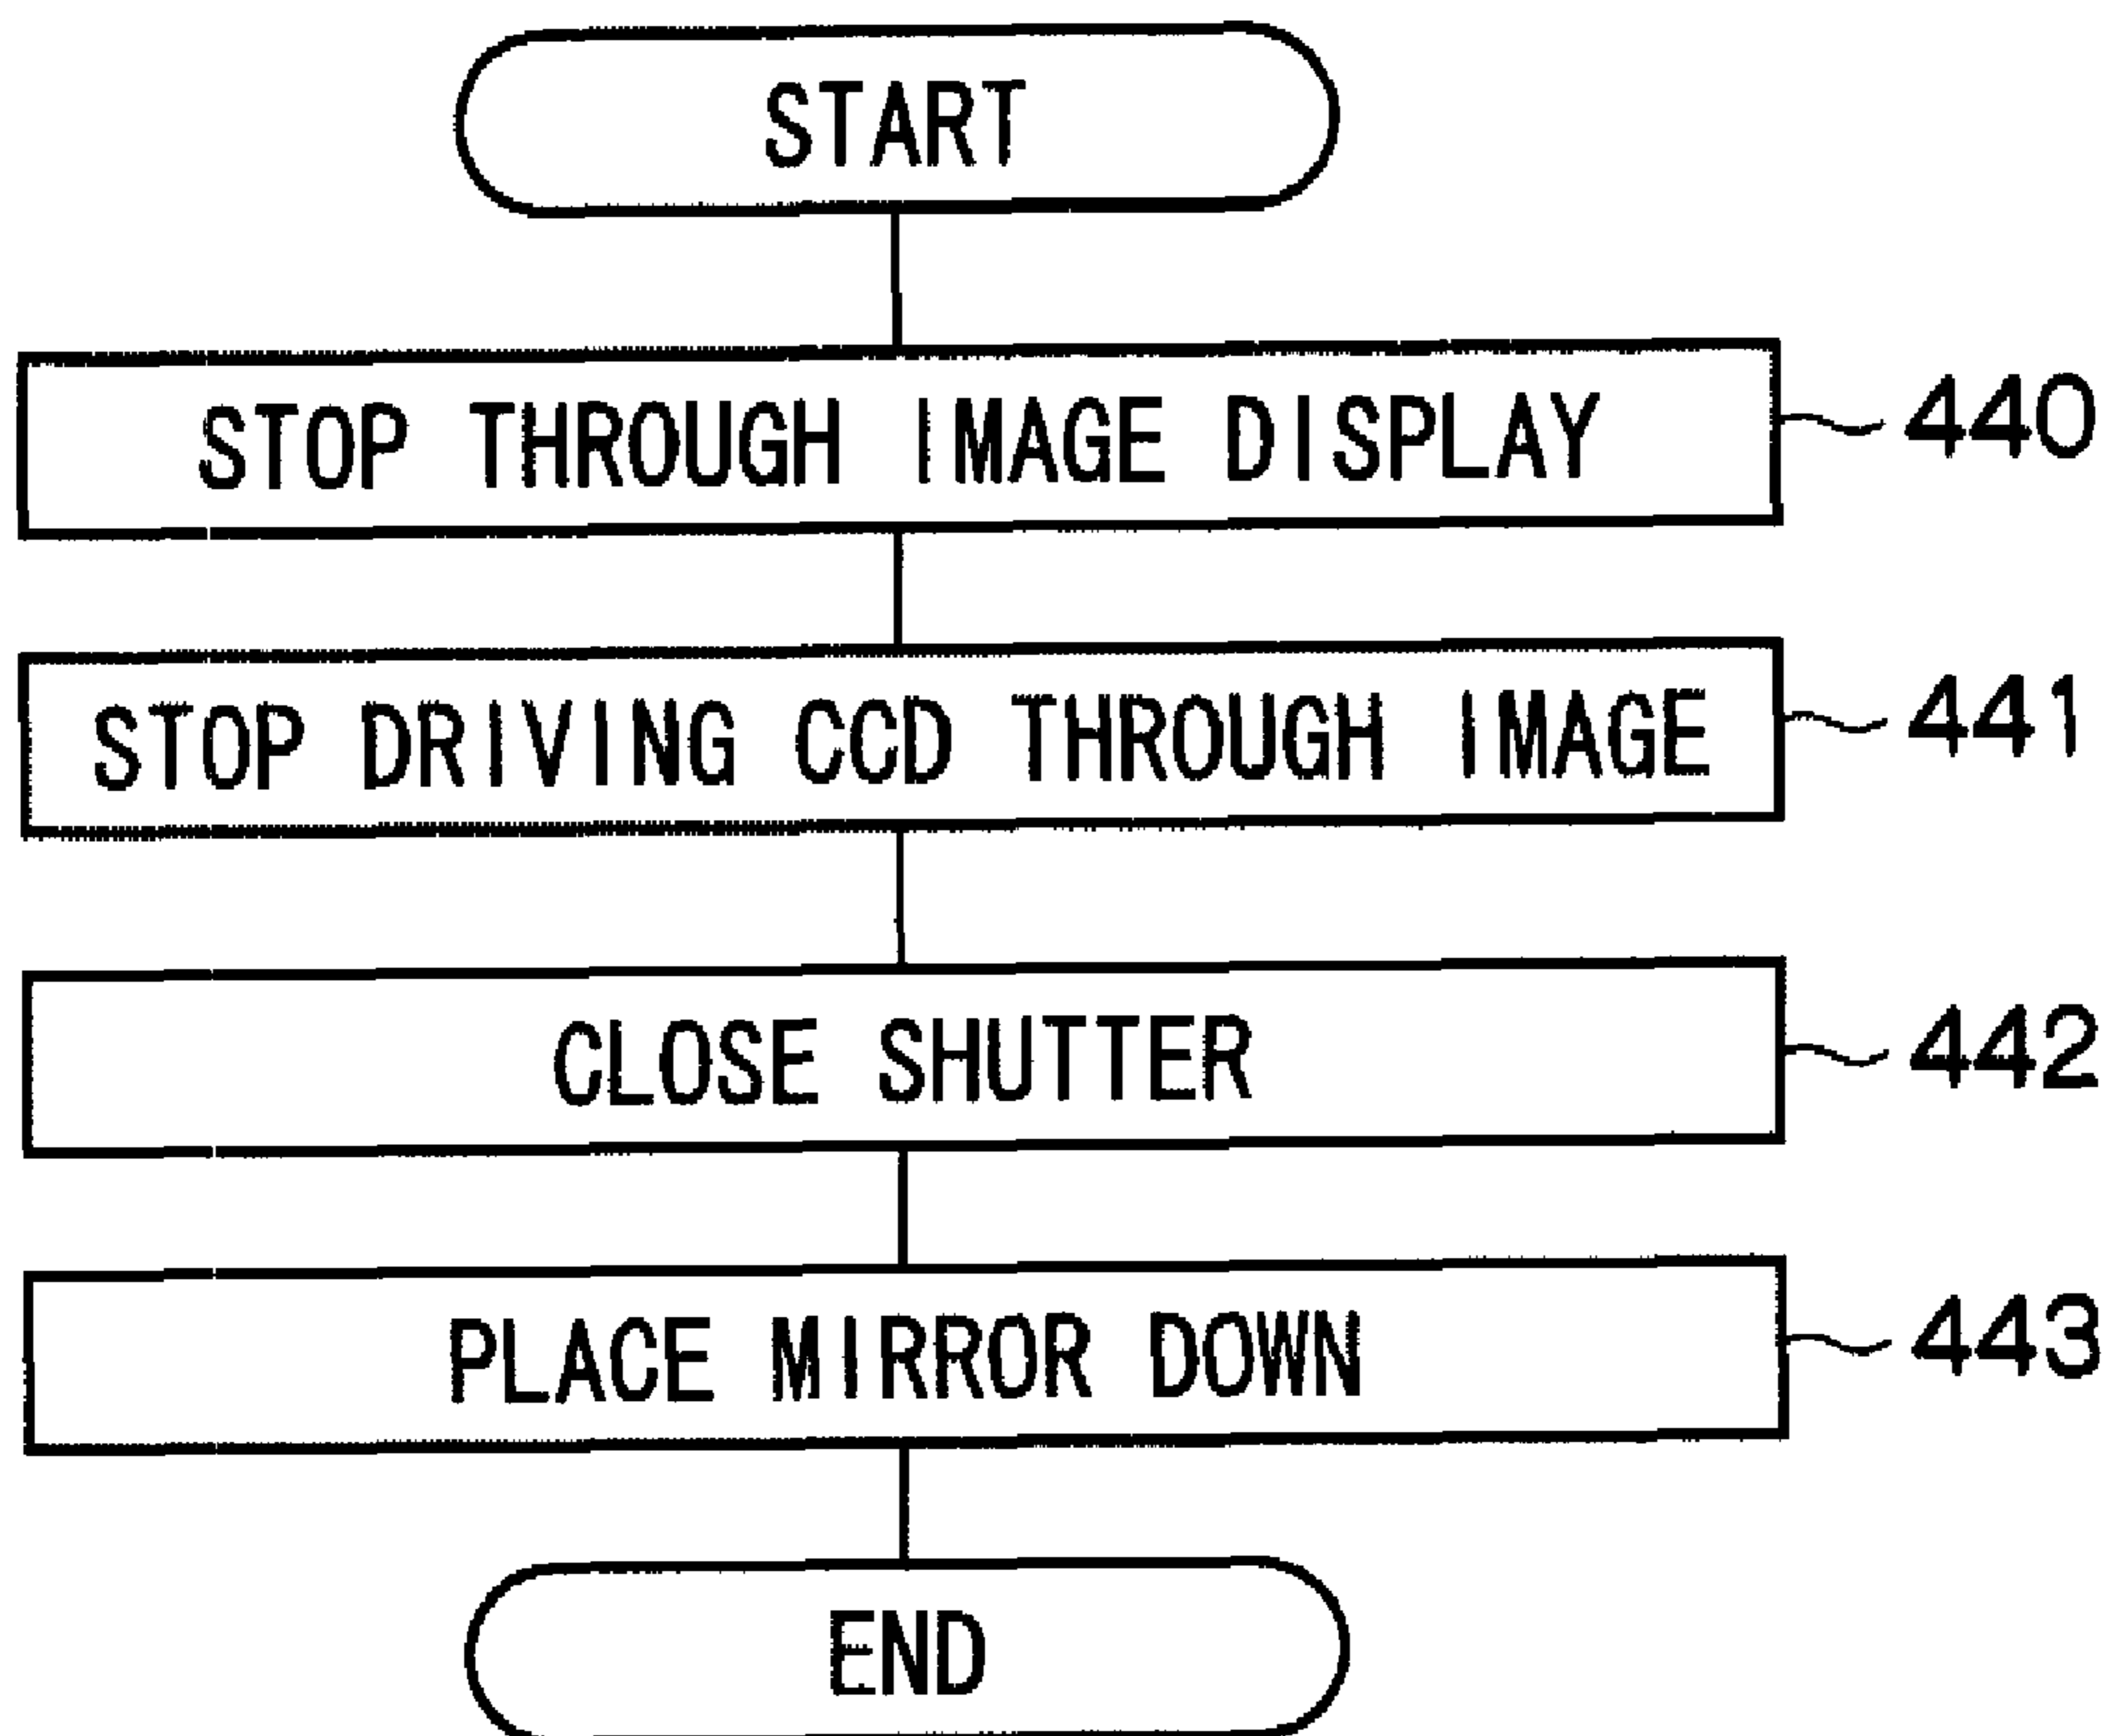 START
STOP THROUGH IMAGE DISPLAY 440
STOP DRIVING CCD THROUGH IMAGE 441
CLOSE SHUTTER 442
PLACE MIRROR DOWN 443
END